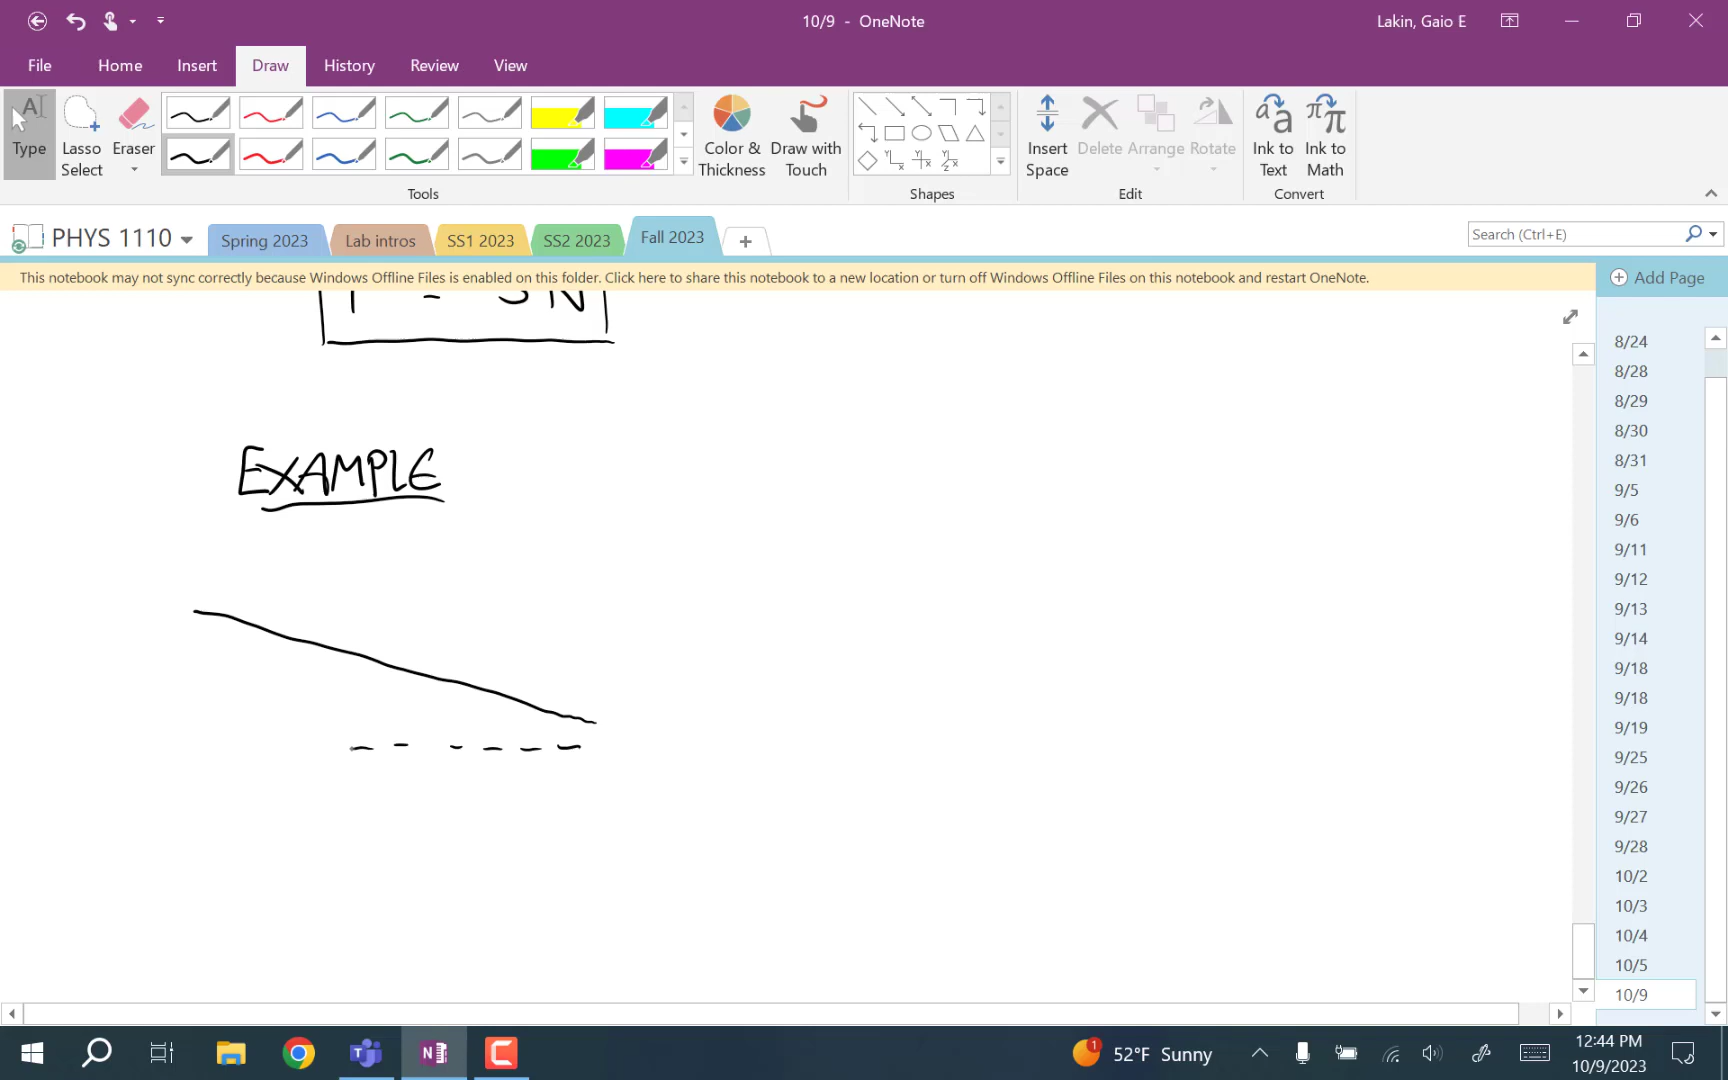 10/9 - OneNote
Lakin, Gaio E
File Home Insert Draw History Review View
Type
Lasso Select
Eraser
Color & Thickness
Draw with Touch
Insert Space
Delete
Arrange
Rotate
Ink to Text
Ink to Math
Tools
Shapes
Edit
Convert
PHYS 1110
Spring 2023
Lab intros
SS1 2023
SS2 2023
Fall 2023
Search (Ctrl+E)
This notebook may not sync correctly because Windows Offline Files is enabled on this folder. Click here to share this notebook to a new location or turn off Windows Offline Files on this notebook and restart OneNote.
Add Page
EXAMPLE
8/24
8/28
8/29
8/30
8/31
9/5
9/6
9/11
9/12
9/13
9/14
9/18
9/18
9/19
9/25
9/26
9/27
9/28
10/2
10/3
10/4
10/5
10/9
1
52°F Sunny
12:44 PM
10/9/2023